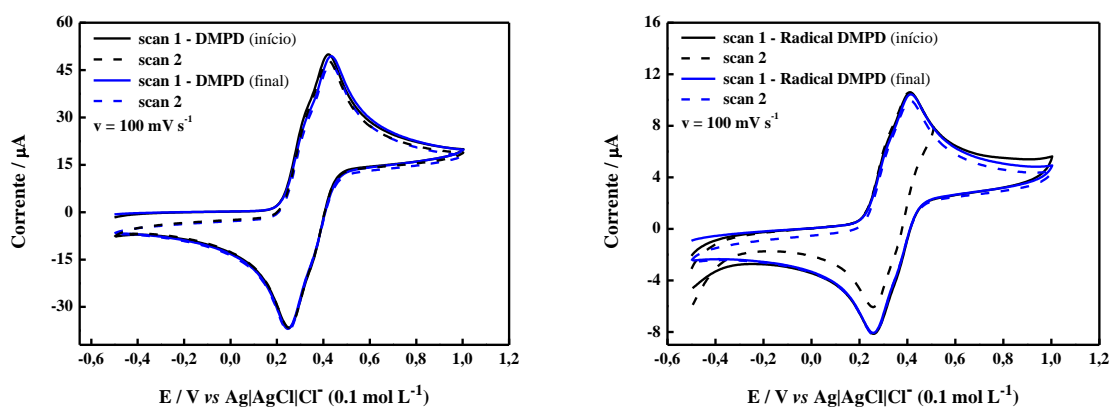 60
45
30
15
0
-15
-30
Corrente / µA
scan 1 - DMPD (início)
scan 2
scan 1 - DMPD (final)
scan 2
v = 100 mV s⁻¹
-0,6 -0,4 -0,2 0,0 0,2 0,4 0,6 0,8 1,0 1,2
E / V vs Ag|AgCl|Cl⁻ (0.1 mol L⁻¹)
16
12
8
4
0
-4
-8
Corrente / µA
scan 1 - Radical DMPD (início)
scan 2
scan 1 - Radical DMPD (final)
scan 2
v = 100 mV s⁻¹
-0,6 -0,4 -0,2 0,0 0,2 0,4 0,6 0,8 1,0 1,2
E / V vs Ag|AgCl|Cl⁻ (0.1 mol L⁻¹)